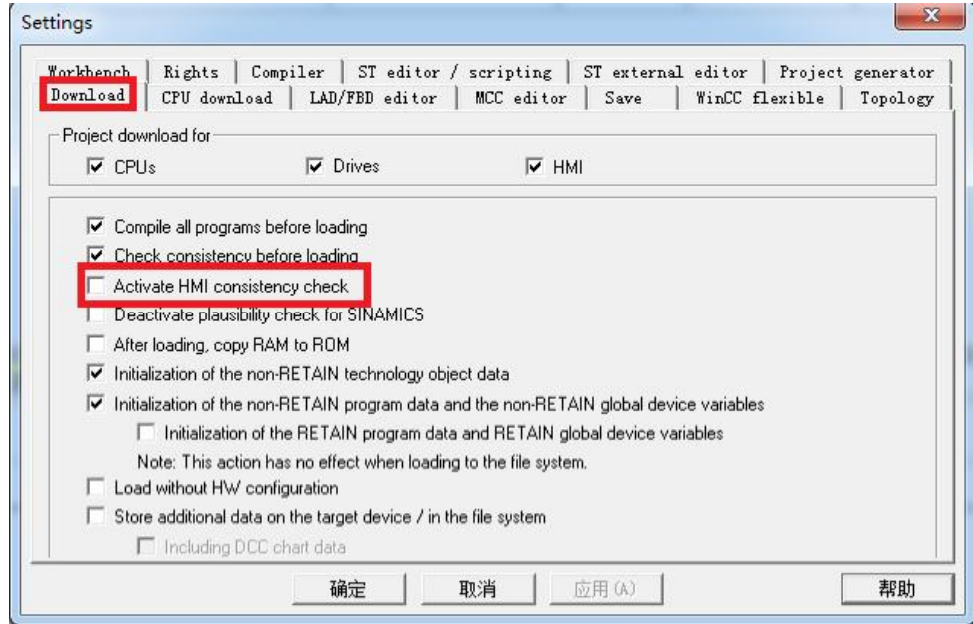 Settings
Workbench Rights Compiler ST editor / scripting ST external editor Project generator
Download CPU download LAD/FBD editor MCC editor Save WinCC flexible Topology
Project download for
CPUs Drives HMI
Compile all programs before loading
Check consistency before loading
Activate HMI consistency check
Deactivate plausibility check for SINAMICS
After loading, copy RAM to ROM
Initialization of the non-RETAIN technology object data
Initialization of the non-RETAIN program data and the non-RETAIN global device variables
Initialization of the RETAIN program data and RETAIN global device variables
Note: This action has no effect when loading to the file system.
Load without HW configuration
Store additional data on the target device / in the file system
Including DCC chart data
确定 取消 应用(A) 帮助